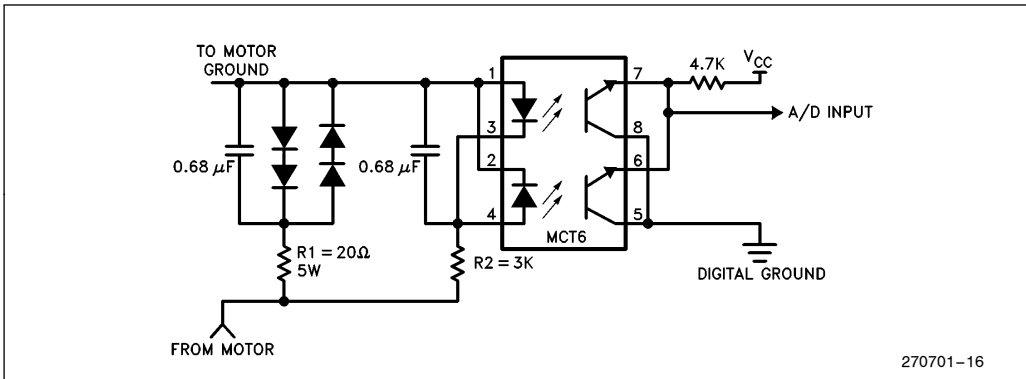 TO MOTOR
GROUND
0.68 μF
0.68 μF
R1 = 20Ω
5W
R2 = 3K
FROM MOTOR
1
3
2
4
7
8
6
5
MCT6
4.7K
VCC
A/D INPUT
DIGITAL GROUND
270701–16